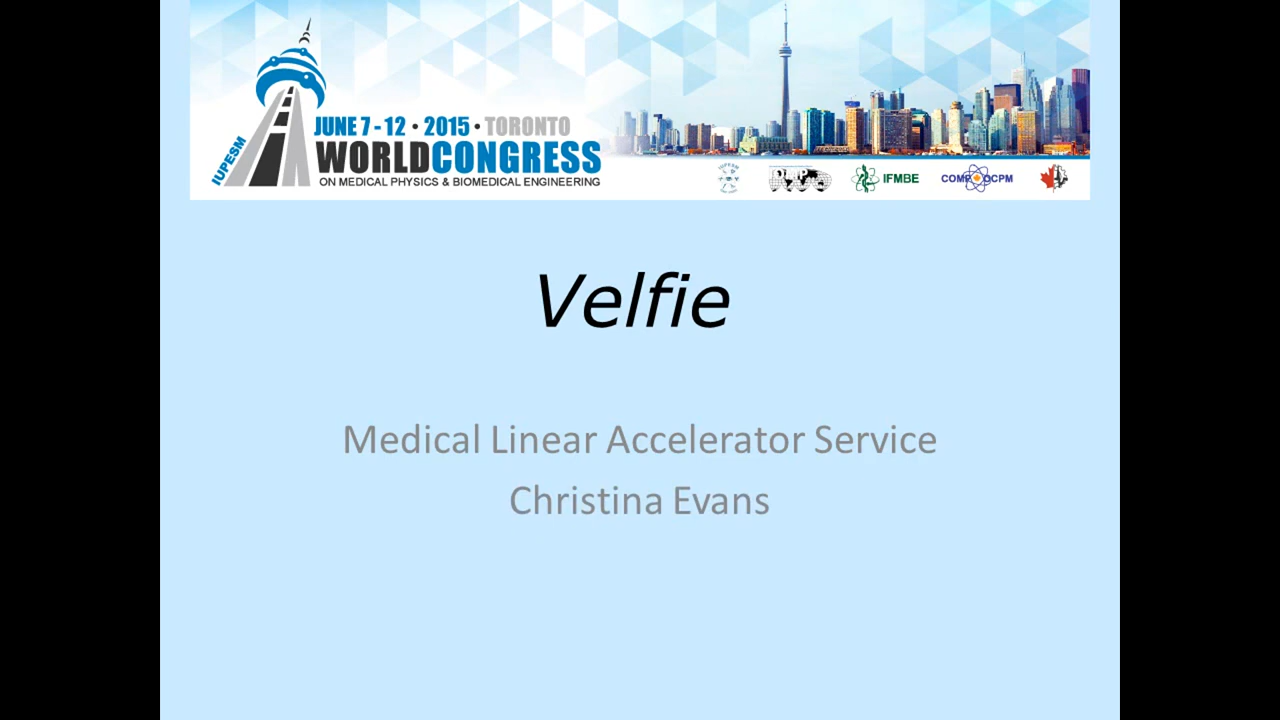 IUPESM
JUNE 7 - 12 • 2015 • TORONTO
WORLDCONGRESS
ON MEDICAL PHYSICS & BIOMEDICAL ENGINEERING
IUPESM
IFMBE
COMP OCPM
Velfie
Medical Linear Accelerator Service
Christina Evans